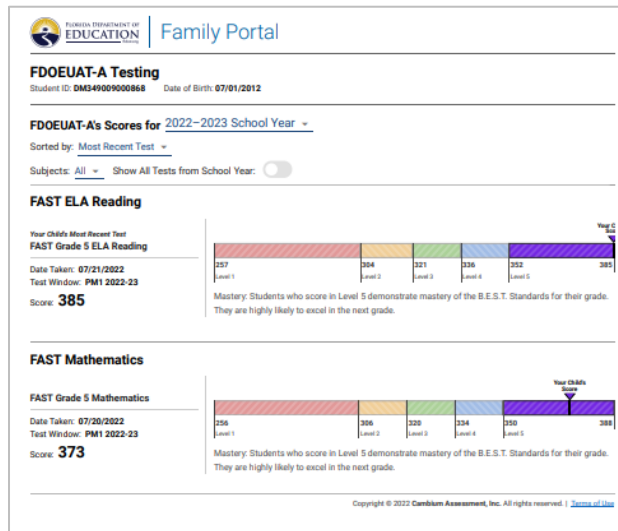 FLORIDA DEPARTMENT OF
EDUCATION
Family Portal
FDOEUAT-A Testing
Student ID: DM349009000868 Date of Birth: 07/01/2012
FDOEUAT-A's Scores for 2022–2023 School Year
Sorted by: Most Recent Test
Subjects: All Show All Tests from School Year:
FAST ELA Reading
Your Child's Most Recent Test
FAST Grade 5 ELA Reading
Date Taken: 07/21/2022
Test Window: PM1 2022-23
Score: 385
Your C
Sco
257 304 321 336 352 385
Level 1 Level 2 Level 3 Level 4 Level 5
Mastery: Students who score in Level 5 demonstrate mastery of the B.E.S.T. Standards for their grade.
They are highly likely to excel in the next grade.
FAST Mathematics
FAST Grade 5 Mathematics
Date Taken: 07/20/2022
Test Window: PM1 2022-23
Score: 373
Your Child's
Score
256 306 320 334 350 388
Level 1 Level 2 Level 3 Level 4 Level 5
Mastery: Students who score in Level 5 demonstrate mastery of the B.E.S.T. Standards for their grade.
They are highly likely to excel in the next grade.
Copyright © 2022 Cambium Assessment, Inc. All rights reserved. | Terms of Use